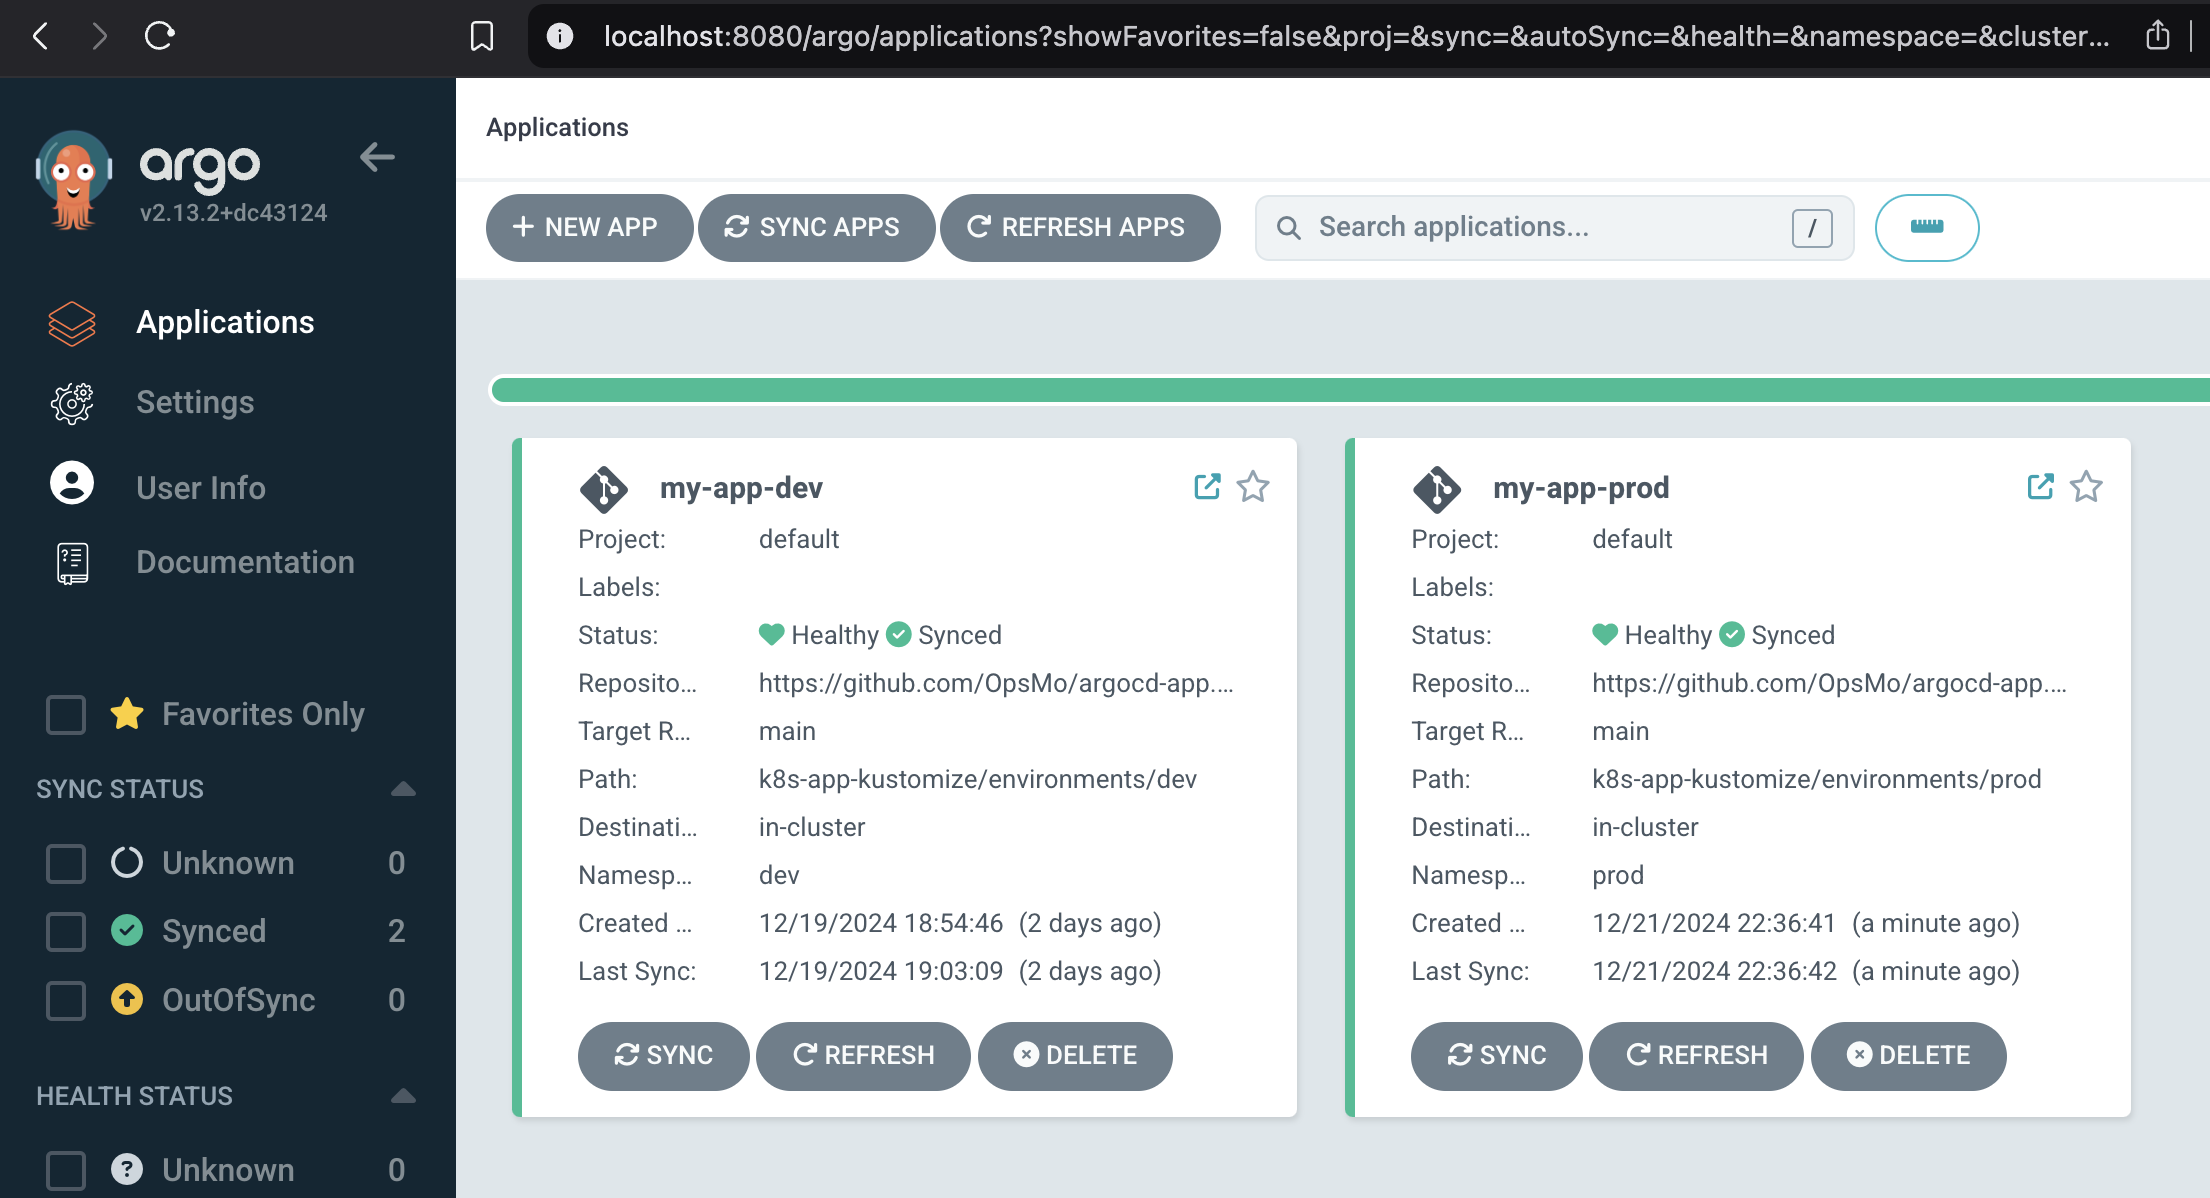 localhost:8080/argo/applications?showFavorites=false&proj=&sync=&autoSync=&health=&namespace=&cluster...
argo
v2.13.2+dc43124
Applications
Settings
User Info
Documentation
Favorites Only
SYNC STATUS
Unknown 0
Synced 2
OutOfSync 0
HEALTH STATUS
Unknown 0
Applications
+ NEW APP SYNC APPS REFRESH APPS Search applications... /
my-app-dev
Project: default
Labels:
Status: Healthy Synced
Reposito... https://github.com/OpsMo/argocd-app....
Target R... main
Path: k8s-app-kustomize/environments/dev
Destinati... in-cluster
Namesp... dev
Created ... 12/19/2024 18:54:46 (2 days ago)
Last Sync: 12/19/2024 19:03:09 (2 days ago)
SYNC REFRESH DELETE
my-app-prod
Project: default
Labels:
Status: Healthy Synced
Reposito... https://github.com/OpsMo/argocd-app....
Target R... main
Path: k8s-app-kustomize/environments/prod
Destinati... in-cluster
Namesp... prod
Created ... 12/21/2024 22:36:41 (a minute ago)
Last Sync: 12/21/2024 22:36:42 (a minute ago)
SYNC REFRESH DELETE